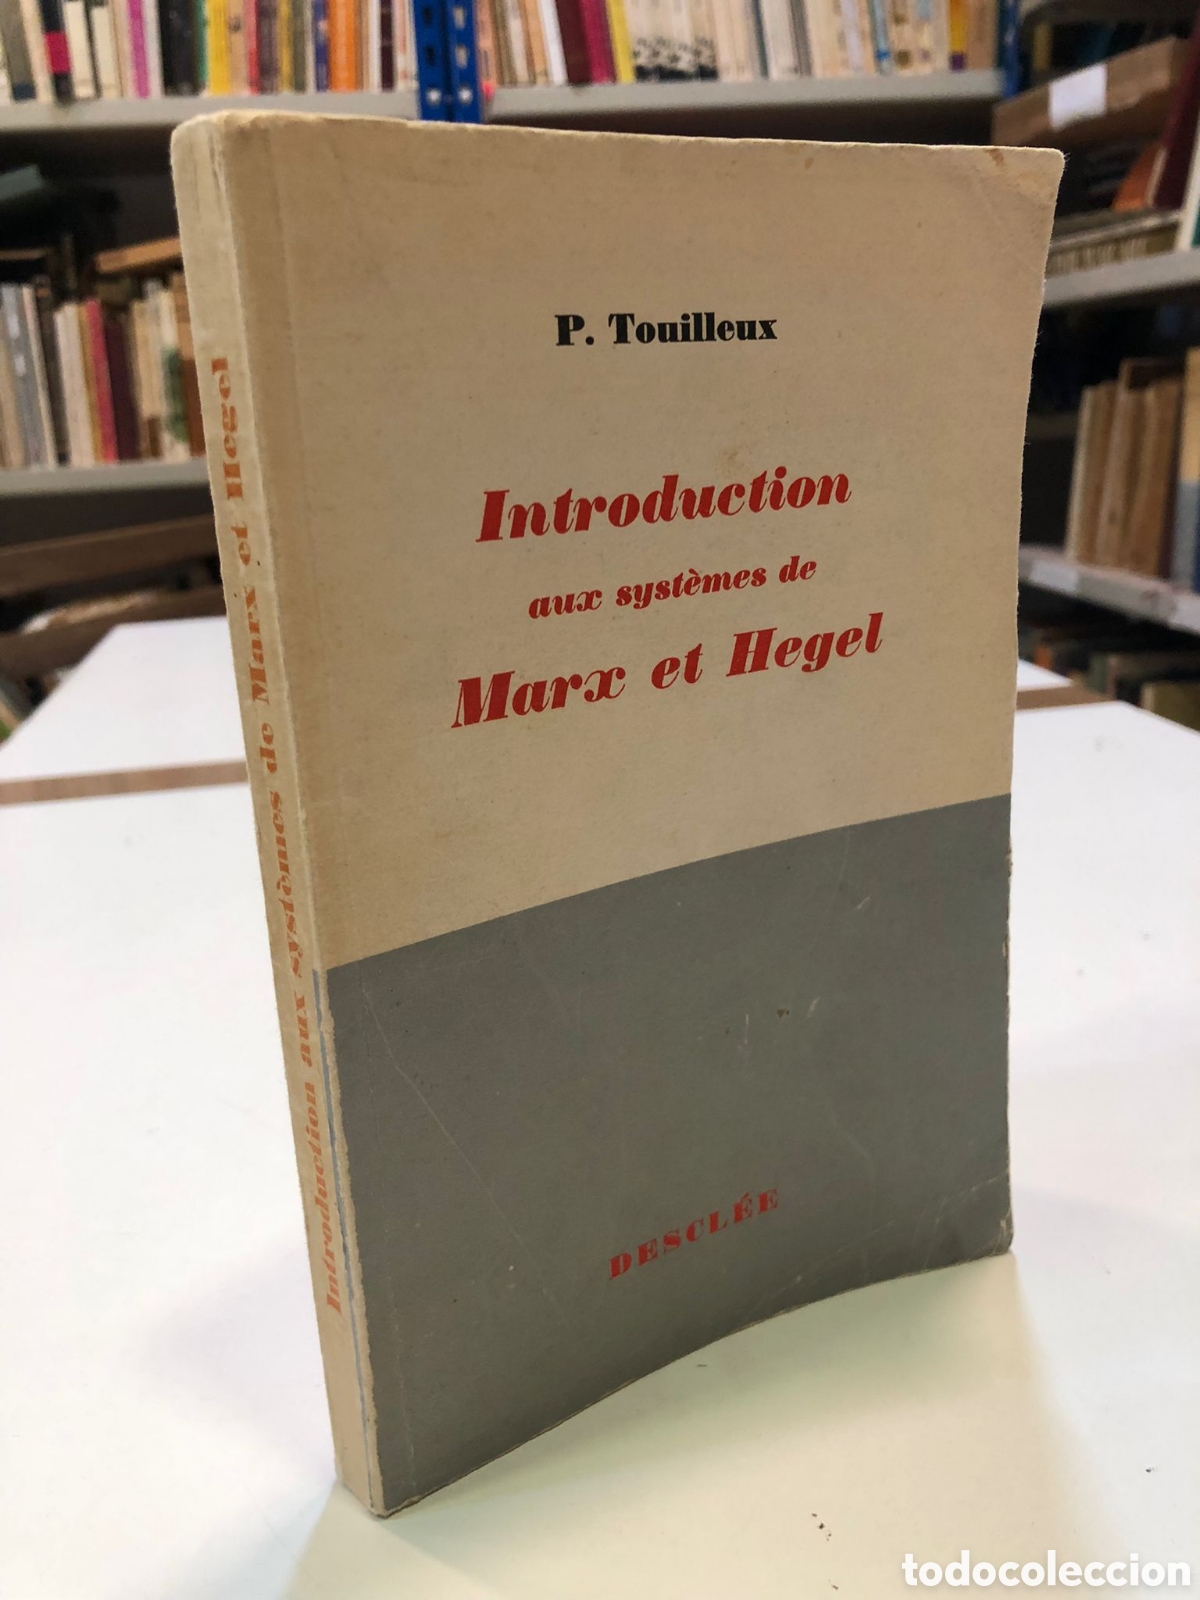 P. Touilleux
Introduction
aux systèmes de
Marx et Hegel
DESCLÉE
Introduction aux systèmes de Marx et Hegel
todocoleccion